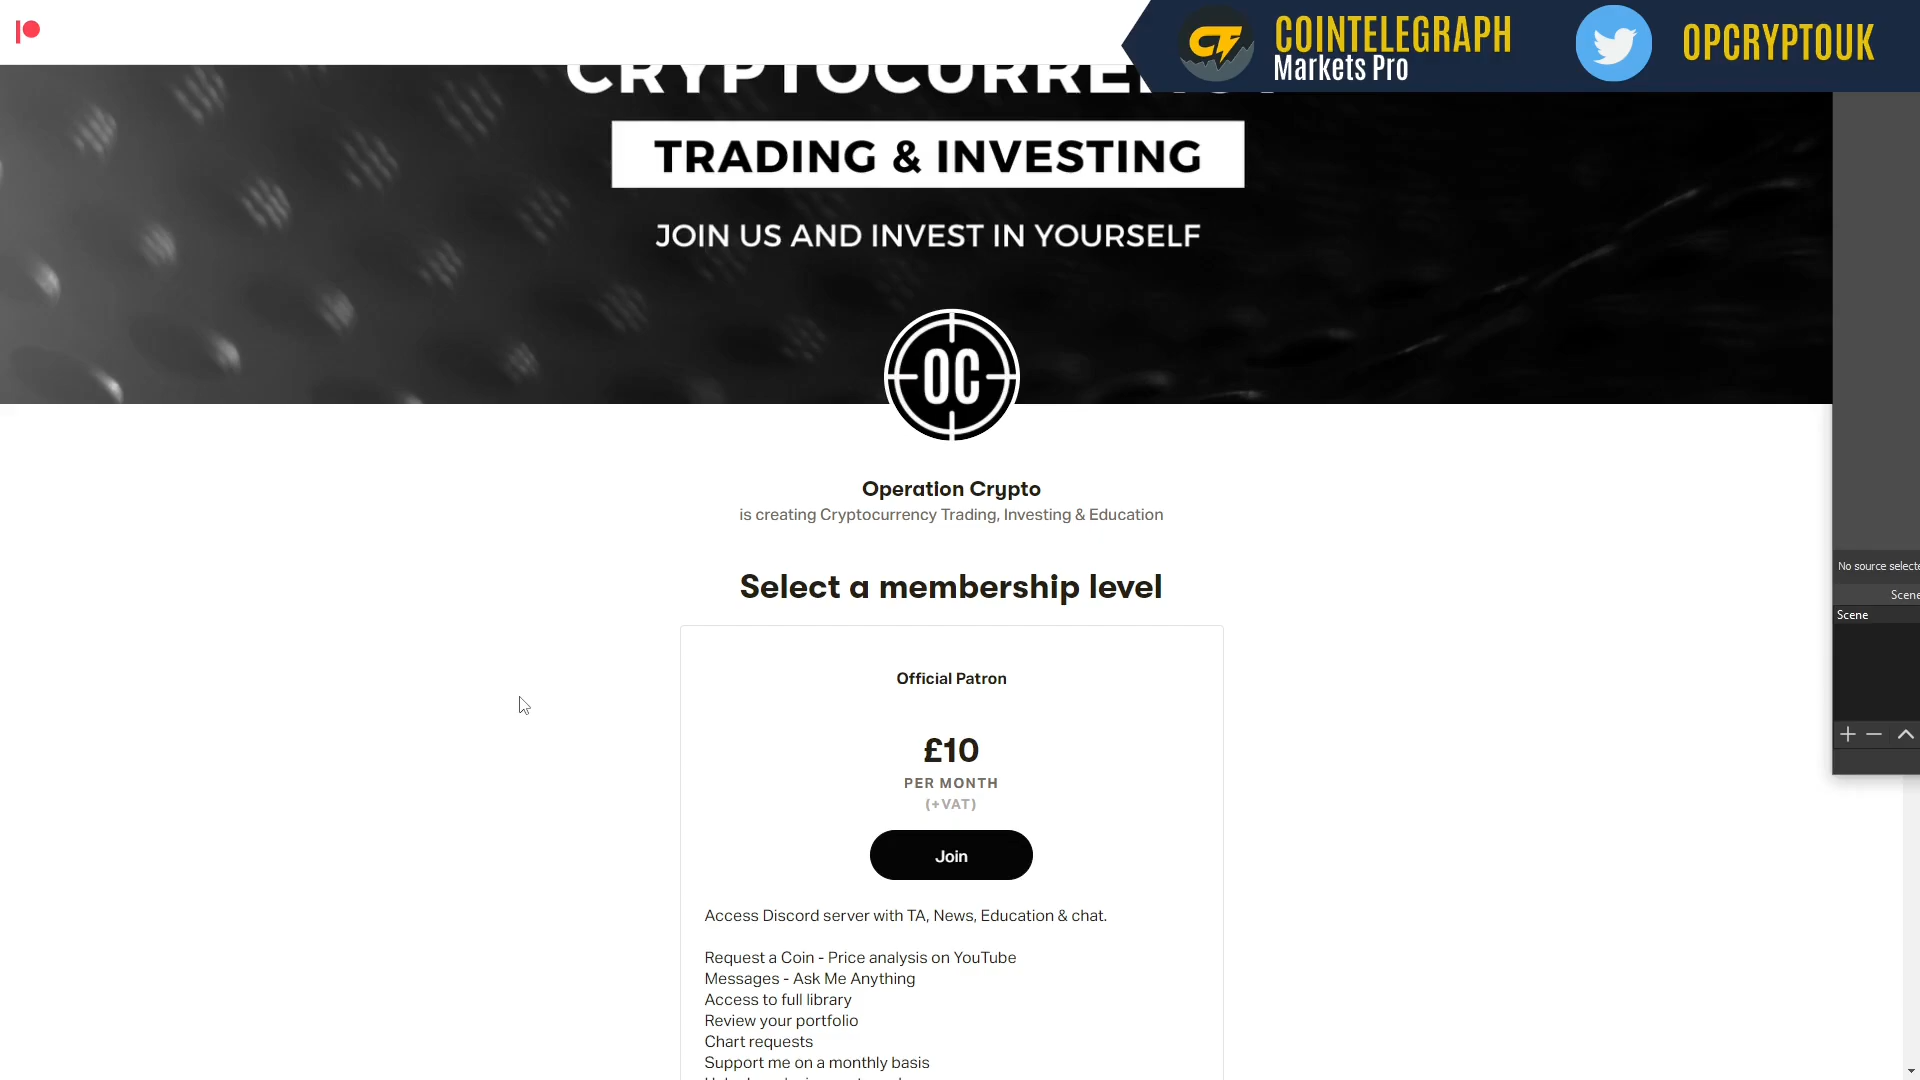 COINTELEGRAPH
Markets Pro
OPCRYPTOUK
CRYPTOCURRENCY
TRADING & INVESTING
JOIN US AND INVEST IN YOURSELF
OC
Operation Crypto
is creating Cryptocurrency Trading, Investing & Education
Select a membership level
No source selecte
Scene
Scene
Official Patron
£10
PER MONTH
(+VAT)
Join
Access Discord server with TA, News, Education & chat.
Request a Coin - Price analysis on YouTube
Messages - Ask Me Anything
Access to full library
Review your portfolio
Chart requests
Support me on a monthly basis